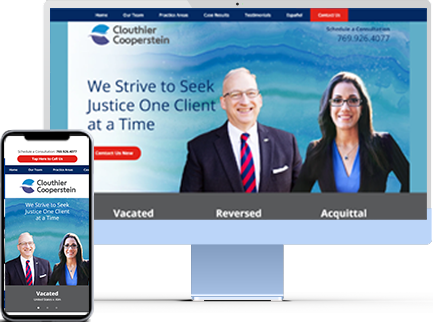 Home Our Team Practice Areas Case Results Testimonials Español Contact Us
Clouthier
Cooperstein
Schedule a Consultation
769.926.4077
We Strive to Seek
Justice One Client
at a Time
Contact Us Now
Vacated Reversed Acquittal
Schedule a Consultation 769.926.4077
Tap Here to Call Us
Home Our Team Practice Areas Cas
Clouthier
Cooperstein
We Strive to Seek
Justice One Client
at a Time
Vacated